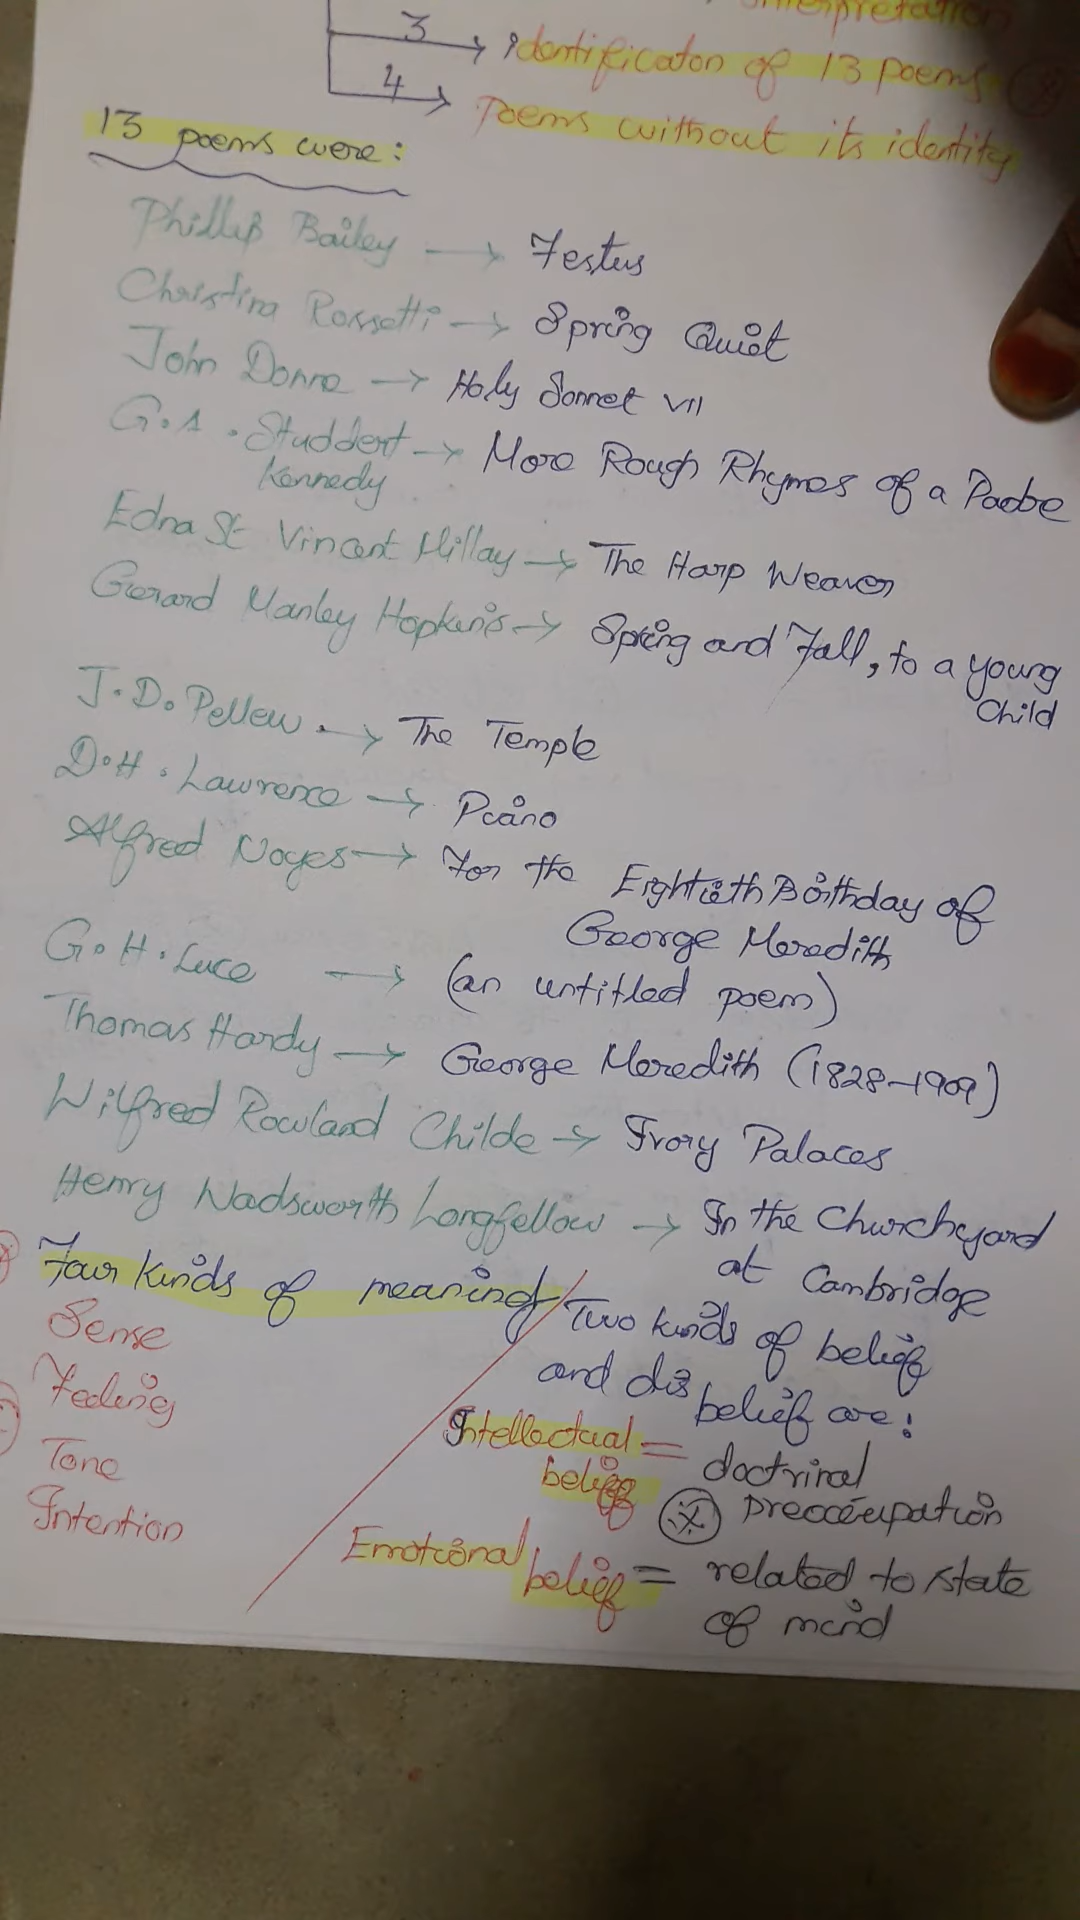 interpretation
3 → identificaton of 13 poems
4 → Poems without its identity
13 poems were:
Phillip Bailey → Festus
Christina Rossetti → Spring Quiet
John Donne → Holy Sonnet VII
G.A. Studdert → More Rough Rhymes of a Padre
Kennedy
Edna St Vincent Millay → The Harp Weaver
Gerard Manley Hopkins → Spring and Fall, to a young
Child
J.D. Pellew. → The Temple
D.H. Lawrence → Piano
Alfred Noyes → For the Eightieth Birthday of
George Meredith
G.H. Luce → (an untitled poem)
Thomas Hardy → George Meredith (1828-1909)
Wilfred Rowland Childe → Ivory Palaces
Henry Wadsworth Longfellow → In the Churchyard
at Cambridge
Four kinds of meaning
Sense
Feeling
Tone
Intention
Two kinds of belief
and dis belief are:
Intellectual = doctrinal
belief preoccupation
Emotional belief = related to state
of mind